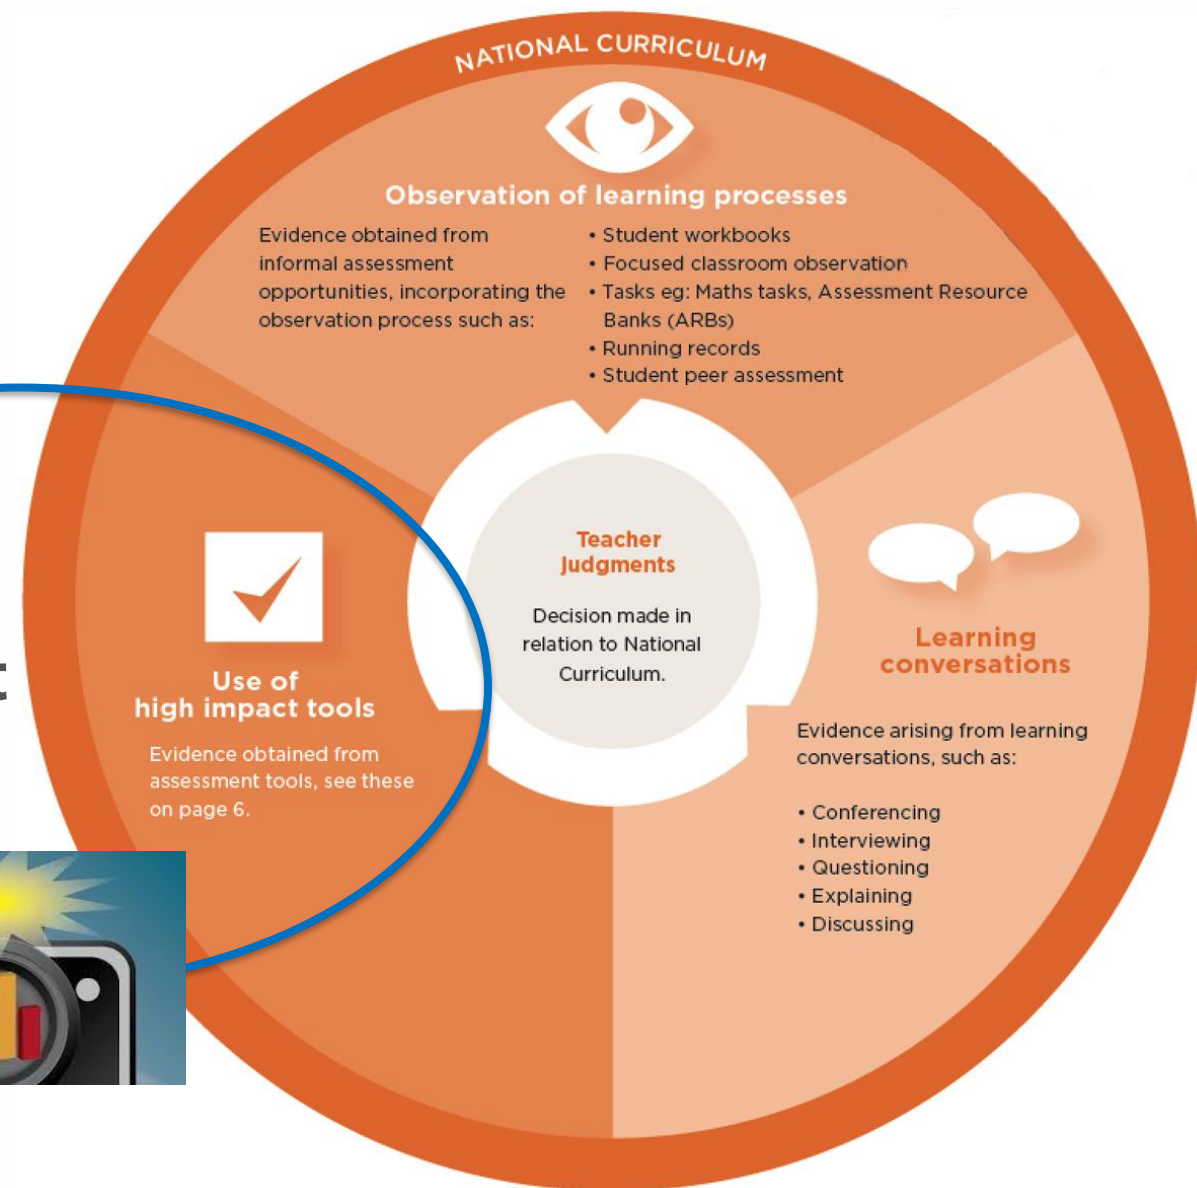 NATIONAL CURRICULUM
Observation of learning processes
Evidence obtained from
informal assessment
opportunities, incorporating the
observation process such as:
• Student workbooks
• Focused classroom observation
• Tasks eg: Maths tasks, Assessment Resource
Banks (ARBs)
• Running records
• Student peer assessment
Use of
high impact tools
Evidence obtained from
assessment tools, see these
on page 6.
Teacher
judgments
Decision made in
relation to National
Curriculum.
Learning
conversations
Evidence arising from learning
conversations, such as:
• Conferencing
• Interviewing
• Questioning
• Explaining
• Discussing